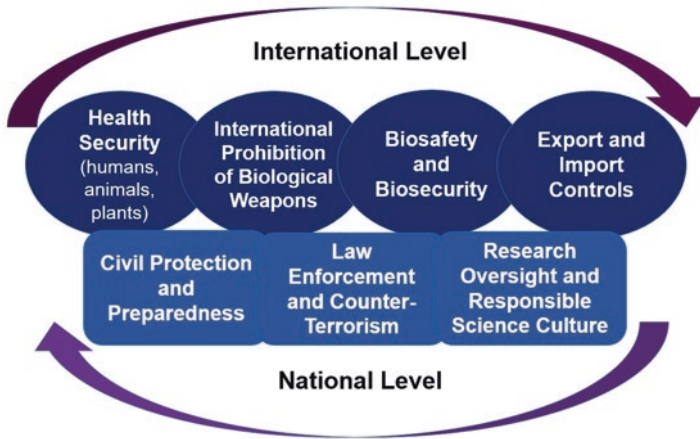 International Level
Health
Security
(humans,
animals,
plants)
International
Prohibition
of Biological
Weapons
Biosafety
and
Biosecurity
Export and
Import
Controls
Civil Protection
and
Preparedness
Law
Enforcement
and Counter-
Terrorism
Research
Oversight and
Responsible
Science Culture
National Level